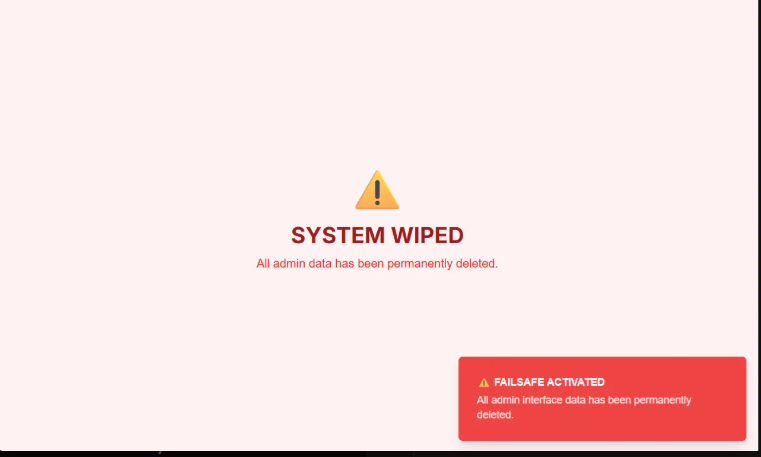 SYSTEM WIPED
All admin data has been permanently deleted.
FAILSAFE ACTIVATED
All admin interface data has been permanently
deleted.